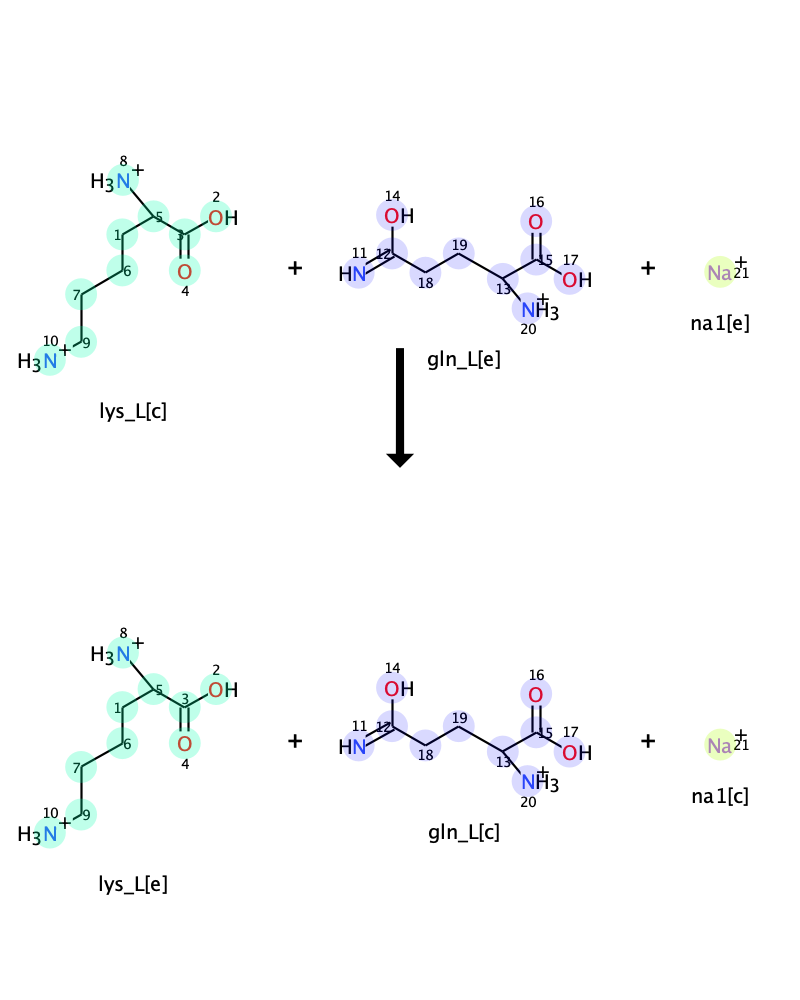 8
H3N+
2
OH
5
3
1
O
4
6
7
10
H3N+
9
lys_L[c]
+
14
OH
16
O
11
HN
12
19
15
17
OH
18
13
NH3+
20
gln_L[e]
+
Na+
21
na1[e]
8
H3N+
2
OH
5
3
1
O
4
6
7
10
H3N+
9
lys_L[e]
+
14
OH
16
O
11
HN
12
19
15
17
OH
18
13
NH3+
20
gln_L[c]
+
Na+
21
na1[c]